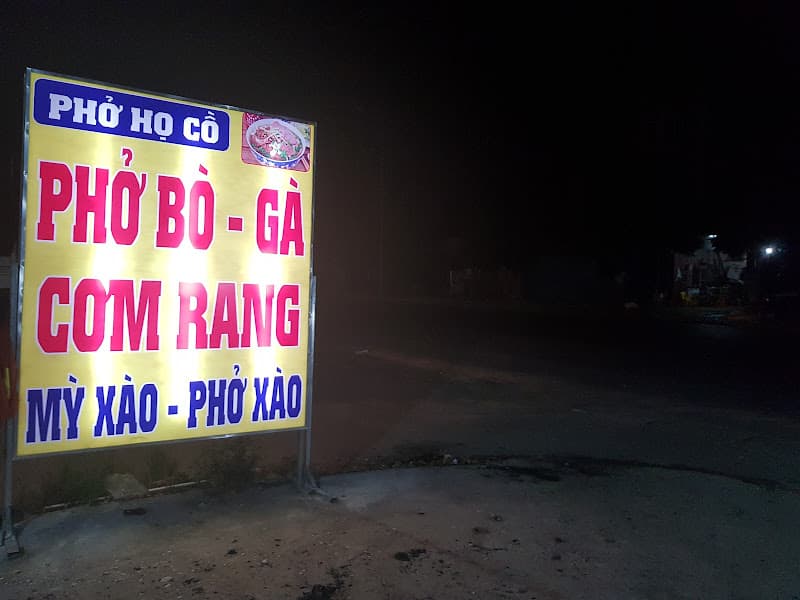 PHỞ HỌ CỒ
PHỞ BÒ - GÀ
CƠM RANG
MỲ XÀO - PHỞ XÀO